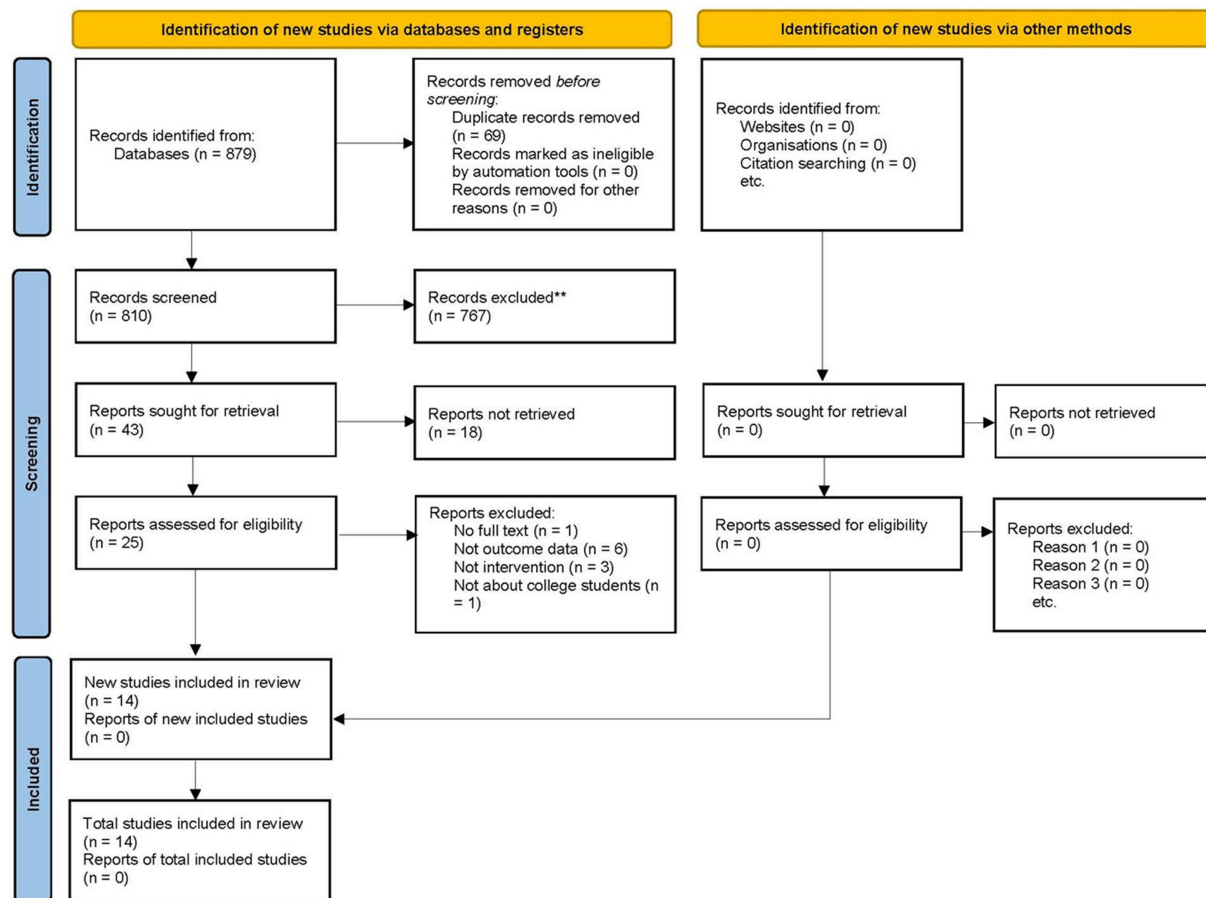 Identification of new studies via databases and registers
Identification of new studies via other methods
Identification
Records identified from:
Databases (n = 879)
Records removed before
screening:
Duplicate records removed
(n = 69)
Records marked as ineligible
by automation tools (n = 0)
Records removed for other
reasons (n = 0)
Records identified from:
Websites (n = 0)
Organisations (n = 0)
Citation searching (n = 0)
etc.
Screening
Records screened
(n = 810)
Records excluded**
(n = 767)
Reports sought for retrieval
(n = 43)
Reports not retrieved
(n = 18)
Reports sought for retrieval
(n = 0)
Reports not retrieved
(n = 0)
Reports assessed for eligibility
(n = 25)
Reports excluded:
No full text (n = 1)
Not outcome data (n = 6)
Not intervention (n = 3)
Not about college students (n
= 1)
Reports assessed for eligibility
(n = 0)
Reports excluded:
Reason 1 (n = 0)
Reason 2 (n = 0)
Reason 3 (n = 0)
etc.
Included
New studies included in review
(n = 14)
Reports of new included studies
(n = 0)
Total studies included in review
(n = 14)
Reports of total included studies
(n = 0)